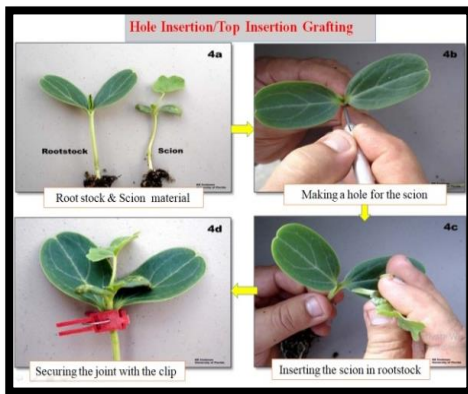 Hole Insertion/Top Insertion Grafting
4a
Rootstock
Scion
Root stock & Scion material
4b
Making a hole for the scion
4d
Securing the joint with the clip
4c
Inserting the scion in rootstock